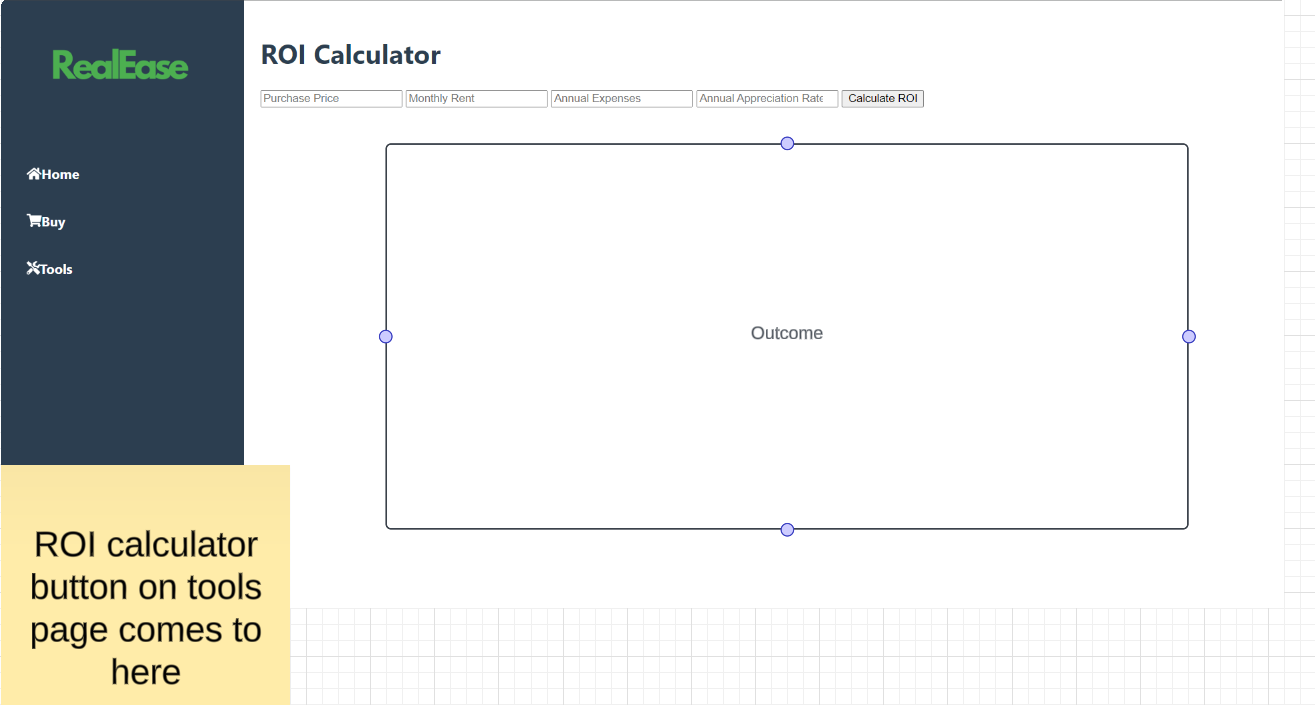 RealEase
Home
Buy
Tools
ROI Calculator
Purchase Price Monthly Rent Annual Expenses Annual Appreciation Rate Calculate ROI
Outcome
ROI calculator
button on tools
page comes to
here